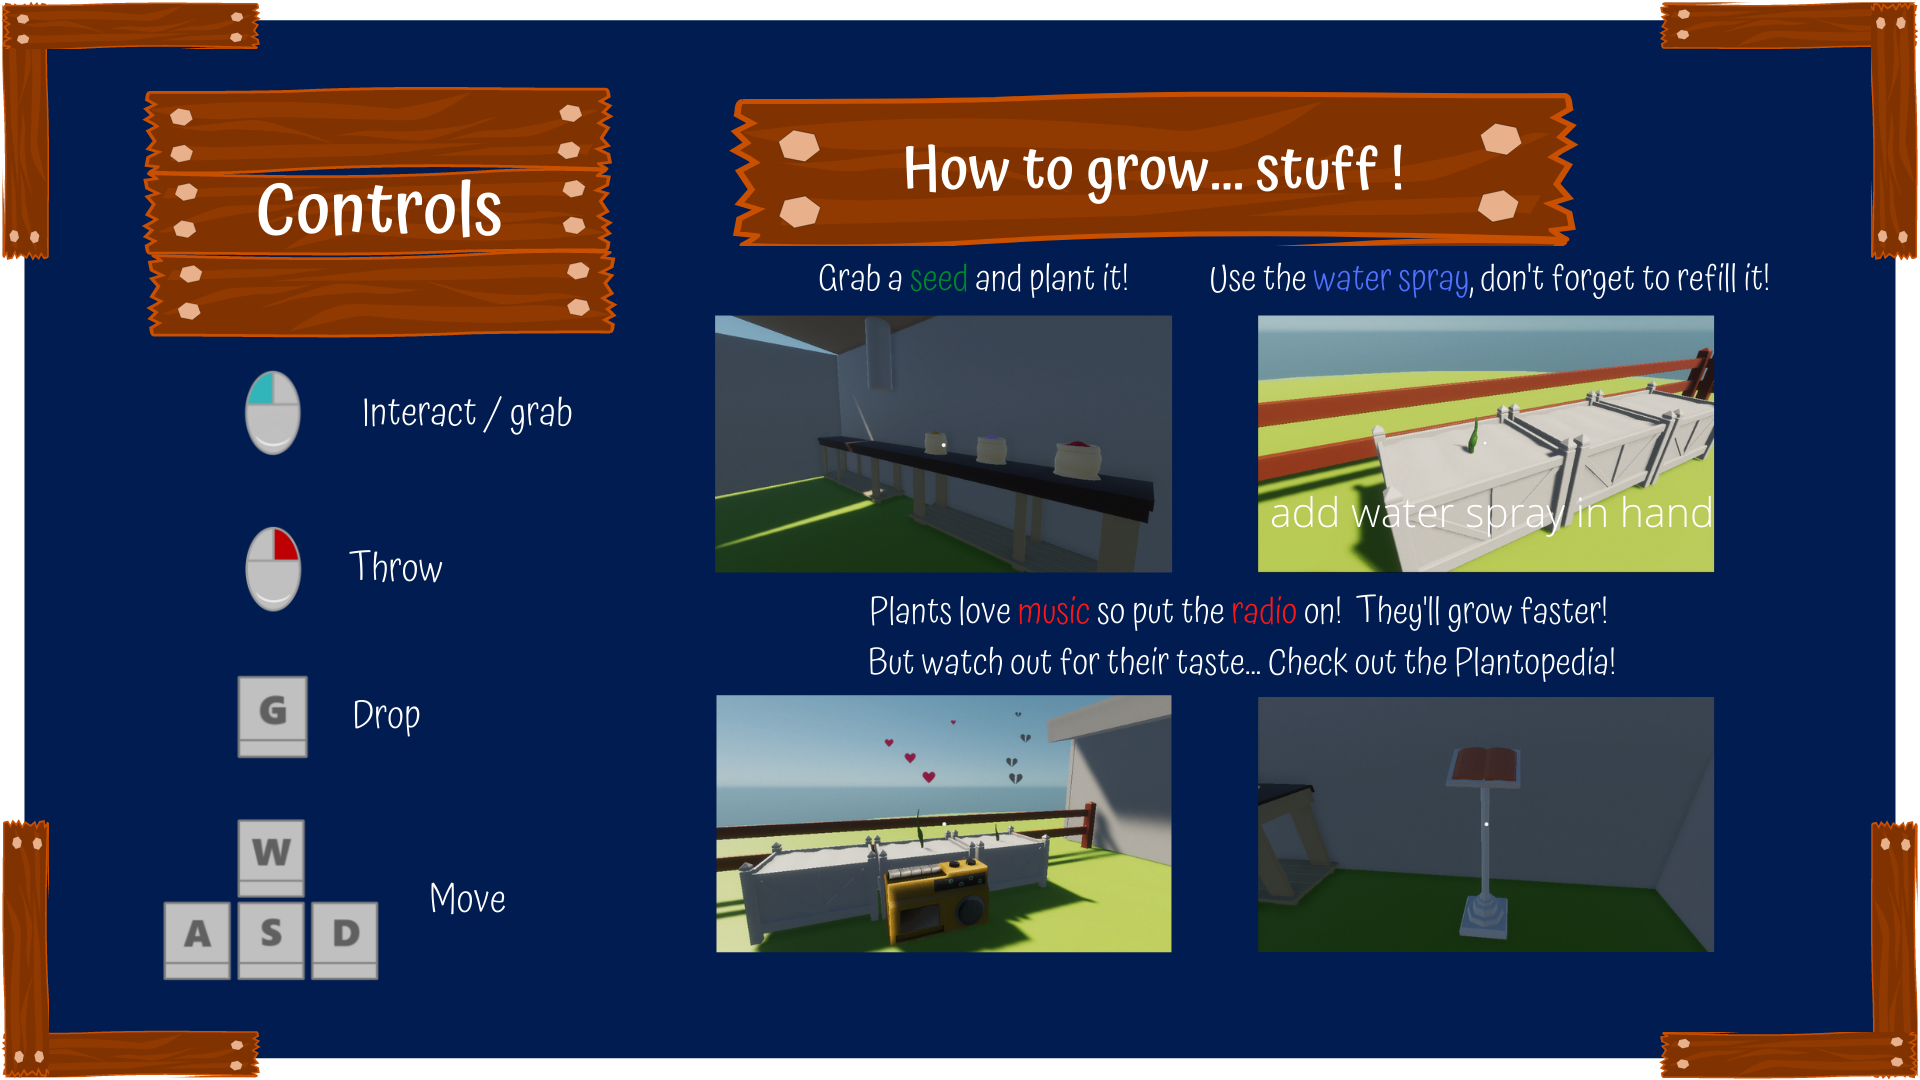 Controls
Interact / grab
Throw
G
Drop
W
A S D
Move
How to grow... stuff !
Grab a seed and plant it!
Use the water spray, don't forget to refill it!
add water spray in hand
Plants love music so put the radio on! They'll grow faster!
But watch out for their taste... Check out the Plantopedia!